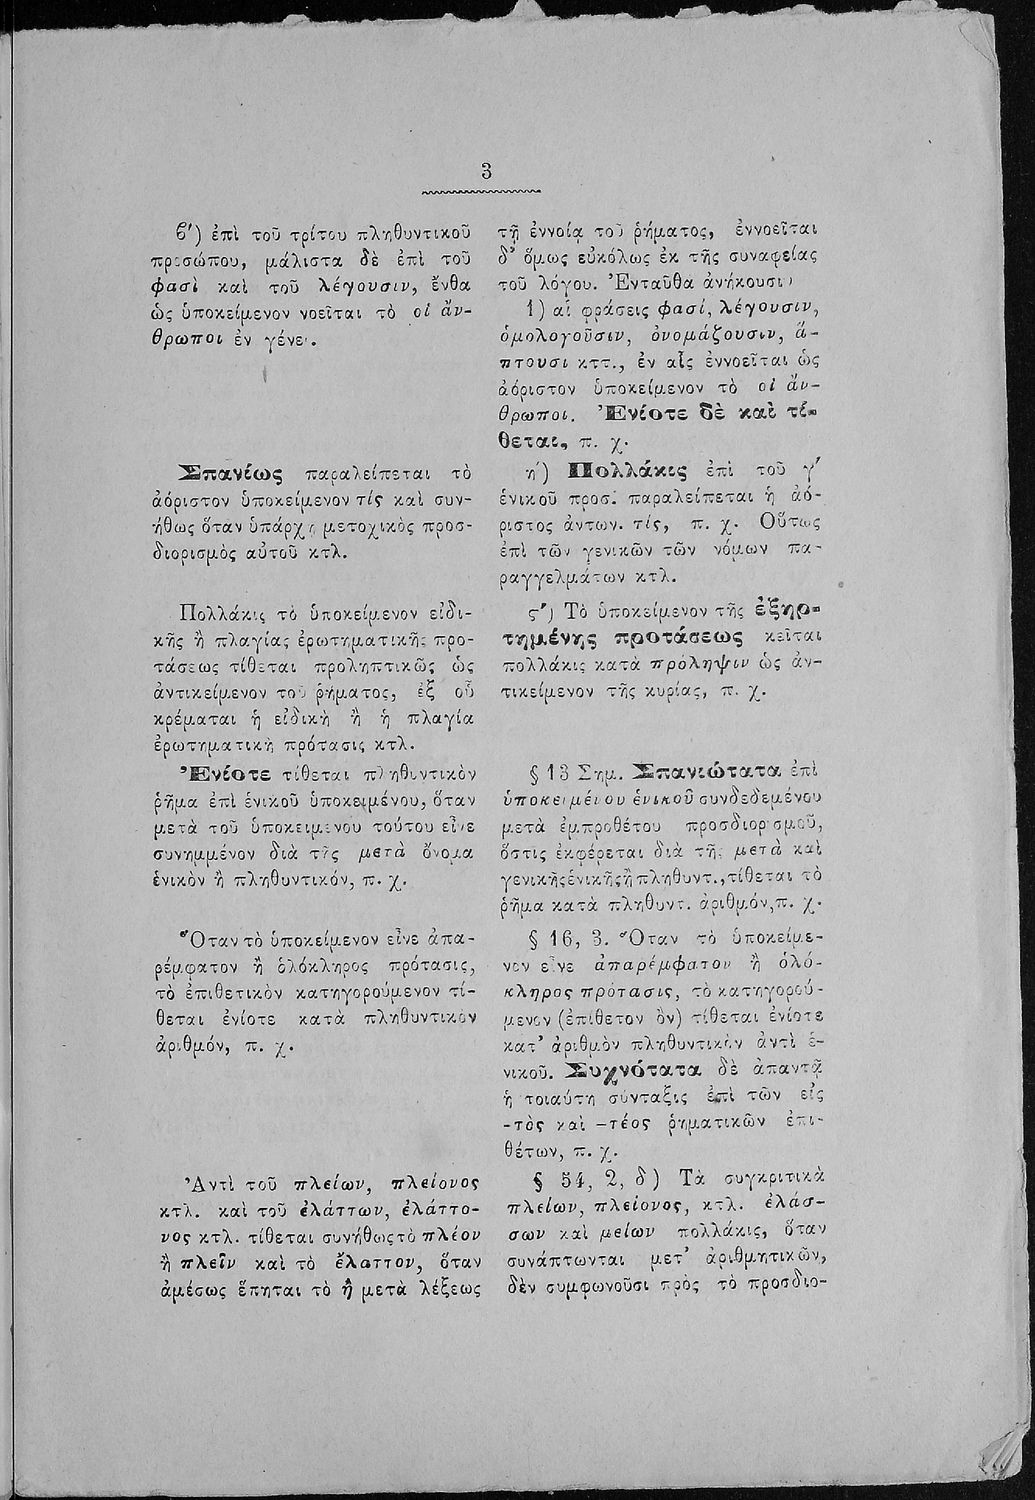 3
β′) ἐπὶ τοῦ τρίτου πληθυντικοῦ
προσώπου, μάλιστα δὲ ἐπὶ τοῦ
φασὶ καὶ τοῦ λέγουσιν, ἔνθα
ὡς ὑποκείμενον νοεῖται τὸ οἱ ἄν-
θρωποι ἐν γένει.
Σπανίως παραλείπεται τὸ
ἀόριστον ὑποκείμενον τίς καὶ συν-
ήθως ὅταν ὑπάρχῃ μετοχικὸς προσ-
διορισμὸς αὐτοῦ κτλ.
Πολλάκις τὸ ὑποκείμενον εἰδι-
κῆς ἢ πλαγίας ἐρωτηματικῆς προ-
τάσεως τίθεται προληπτικῶς ὡς
ἀντικείμενον τοῦ ῥήματος, ἐξ οὗ
κρέμαται ἡ εἰδικὴ ἢ ἡ πλαγία
ἐρωτηματικὴ πρότασις κτλ.
Ἐνίοτε τίθεται πληθυντικὸν
ῥῆμα ἐπὶ ἑνικοῦ ὑποκειμένου, ὅταν
μετὰ τοῦ ὑποκειμένου τούτου εἶνε
συνημμένον διὰ τῆς μετὰ ὄνομα
ἑνικὸν ἢ πληθυντικόν, π. χ.
Ὅταν τὸ ὑποκείμενον εἶνε ἀπα-
ρέμφατον ἢ ὁλόκληρος πρότασις,
τὸ ἐπιθετικὸν κατηγορούμενον τί-
θεται ἐνίοτε κατὰ πληθυντικὸν
ἀριθμόν, π. χ.
Ἀντὶ τοῦ πλείων, πλείονος
κτλ. καὶ τοῦ ἐλάττων, ἐλάττο-
νος κτλ. τίθεται συνήθως τὸ πλέον
ἢ πλεῖν καὶ τὸ ἔλαττον, ὅταν
ἀμέσως ἕπηται τὸ ἢ μετὰ λέξεως
τῇ ἐννοίᾳ τοῦ ῥήματος, ἐννοεῖται
δ’ ὅμως εὐκόλως ἐκ τῆς συναφείας
τοῦ λόγου. Ἐνταῦθα ἀνήκουσι
1) αἱ φράσεις φασί, λέγουσιν,
ὁμολογοῦσιν, ὀνομάζουσιν, ἅ-
πτουσι κττ., ἐν αἷς ἐννοεῖται ὡς
ἀόριστον ὑποκείμενον τὸ οἱ ἄν-
θρωποι. Ἐνίοτε δὲ καὶ τί-
θεται, π. χ.
η′) Πολλάκις ἐπὶ τοῦ γ′
ἑνικοῦ προσ. παραλείπεται ἡ ἀό-
ριστος ἀντων. τίς, π. χ. Οὕτως
ἐπὶ τῶν γενικῶν τῶν νόμων πα-
ραγγελμάτων κτλ.
ς′) Τὸ ὑποκείμενον τῆς ἐξηρ-
τημένης προτάσεως κεῖται
πολλάκις κατὰ πρόληψιν ὡς ἀν-
τικείμενον τῆς κυρίας, π. χ.
§ 13 Σημ. Σπανιώτατα ἐπὶ
ὑποκειμένου ἑνικοῦ συνδεδεμένου
μετὰ ἐμπροθέτου προσδιορισμοῦ,
ὅστις ἐκφέρεται διὰ τῆς μετὰ καὶ
γενικῆς ἑνικῆς ἢ πληθυντ., τίθεται τὸ
ῥῆμα κατὰ πληθυντ. ἀριθμόν, π. χ.
§ 16, 3. Ὅταν τὸ ὑποκείμε-
νον εἶνε ἀπαρέμφατον ἢ ὁλό-
κληρος πρότασις, τὸ κατηγορού-
μενον (ἐπίθετον ὂν) τίθεται ἐνίοτε
κατ’ ἀριθμὸν πληθυντικὸν ἀντὶ ἑ-
νικοῦ. Συχνότατα δὲ ἀπαντᾷ
ἡ τοιαύτη σύνταξις ἐπὶ τῶν εἰς
-τὸς καὶ -τέος ῥηματικῶν ἐπι-
θέτων, π. χ.
§ 54, 2, δ) Τὰ συγκριτικὰ
πλείων, πλείονος, κτλ. ἐλάσ-
σων καὶ μείων πολλάκις, ὅταν
συνάπτωνται μετ’ ἀριθμητικῶν,
δὲν συμφωνοῦσι πρὸς τὸ προσδιο-